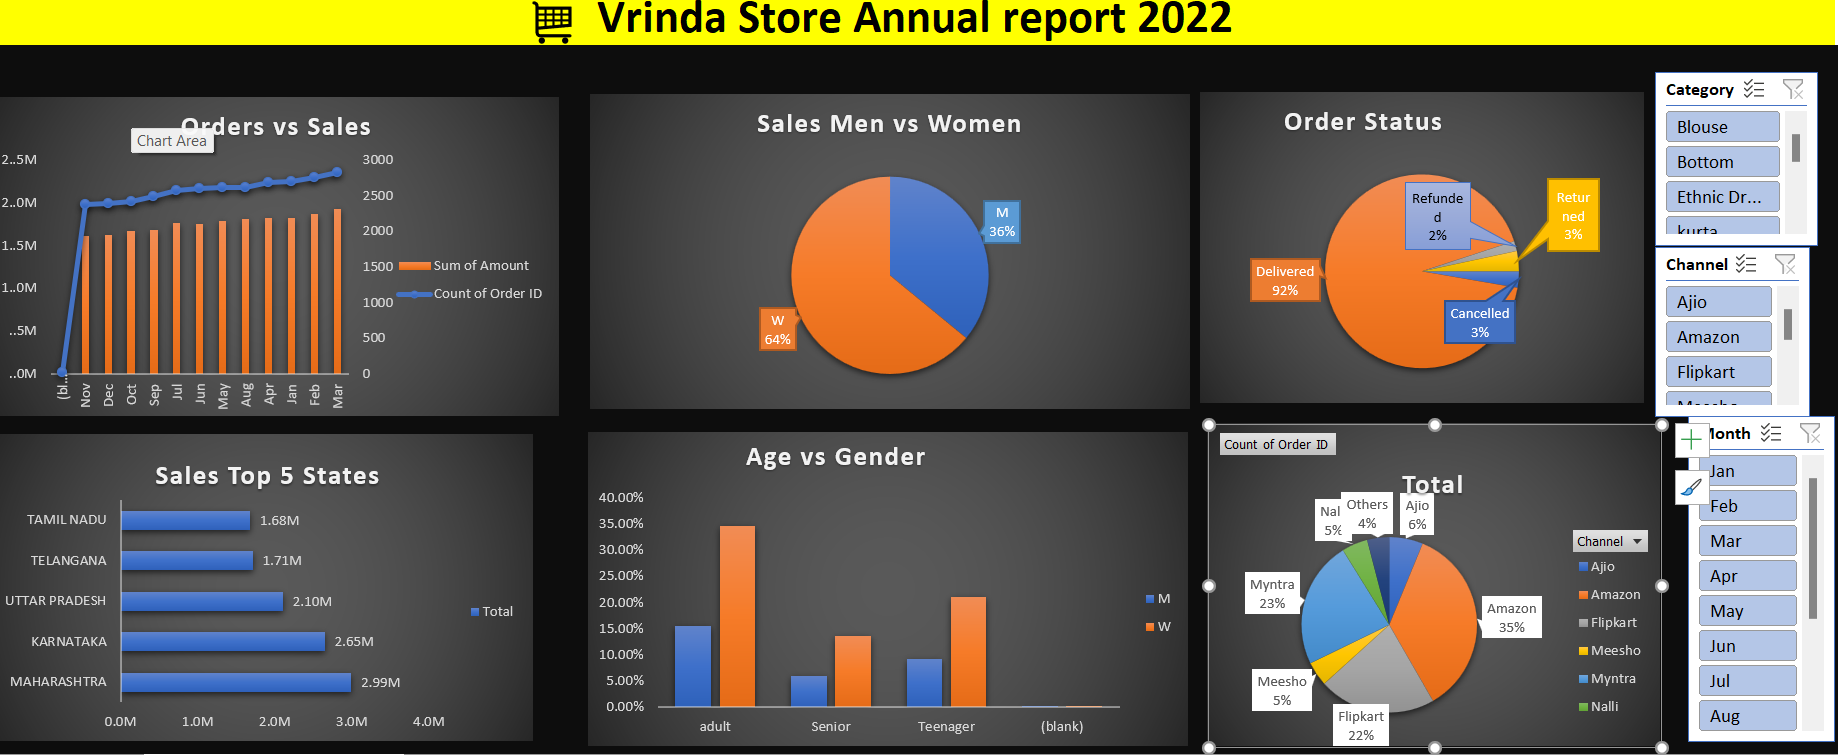 Vrinda Store Annual report 2022
Orders vs Sales
Chart Area
2..5M
2..0M
1..5M
1..0M
..5M
..0M
3000
2500
2000
1500
1000
500
0
Sum of Amount
Count of Order ID
(bl...
Nov
Dec
Oct
Sep
Jul
Jun
May
Aug
Apr
Jan
Feb
Mar
Sales Men vs Women
M
36%
W
64%
Order Status
Refunde
d
2%
Retur
ned
3%
Delivered
92%
Cancelled
3%
Category
Blouse
Bottom
Ethnic Dr...
kurta
Channel
Ajio
Amazon
Flipkart
Meesho
Sales Top 5 States
TAMIL NADU
1.68M
TELANGANA
1.71M
UTTAR PRADESH
2.10M
KARNATAKA
2.65M
MAHARASHTRA
2.99M
0.0M
1.0M
2.0M
3.0M
4.0M
Total
Age vs Gender
40.00%
35.00%
30.00%
25.00%
20.00%
15.00%
10.00%
5.00%
0.00%
adult
Senior
Teenager
(blank)
M
W
Count of Order ID
Total
Nal
5%
Others
4%
Ajio
6%
Myntra
23%
Amazon
35%
Meesho
5%
Flipkart
22%
Channel
Ajio
Amazon
Flipkart
Meesho
Myntra
Nalli
Month
Jan
Feb
Mar
Apr
May
Jun
Jul
Aug